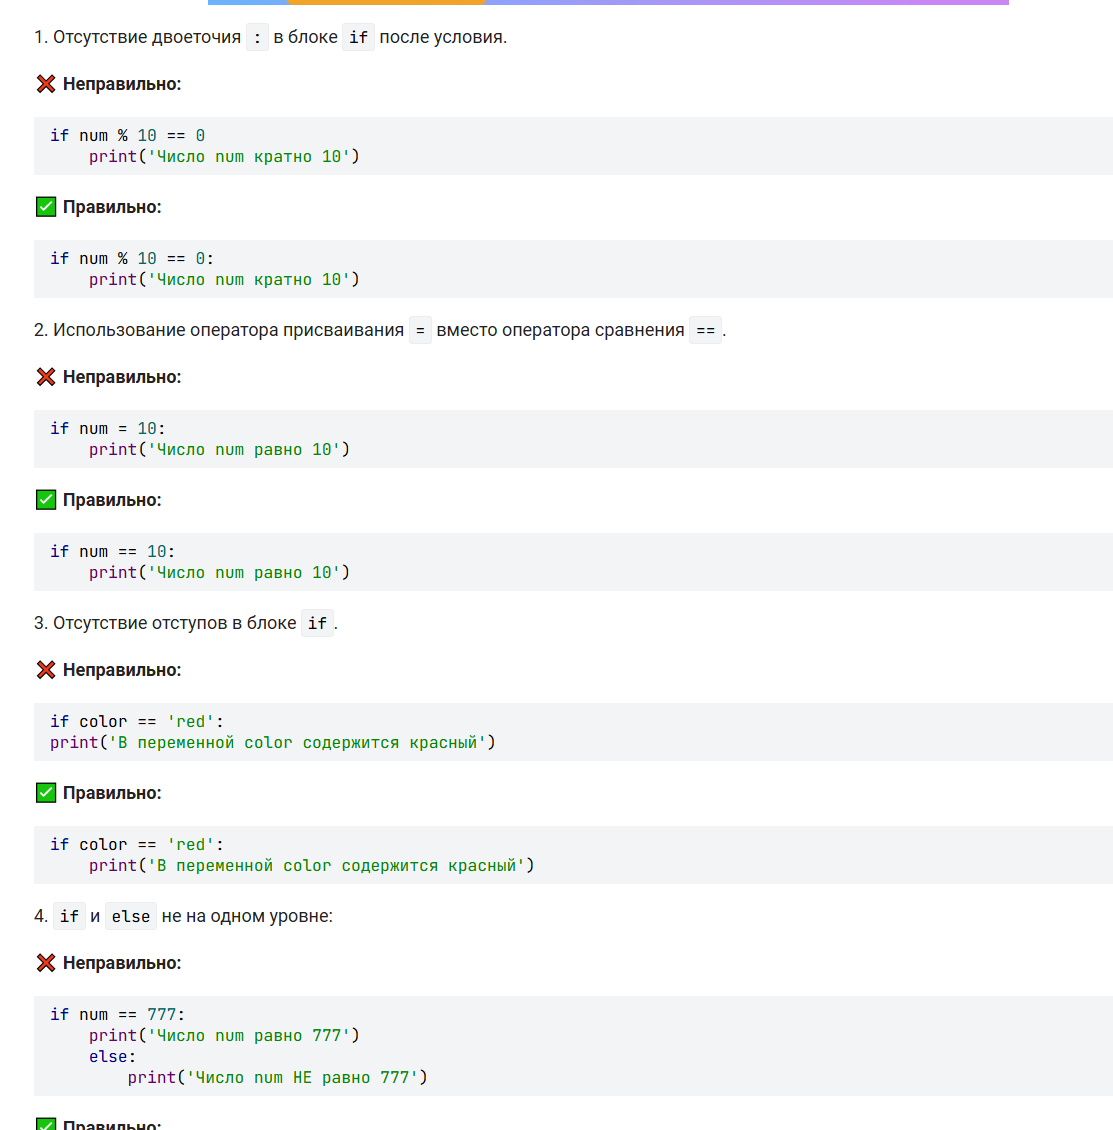 1. Отсутствие двоеточия : в блоке if после условия.
❌ Неправильно:
if num % 10 == 0
    print('Число num кратно 10')
✅ Правильно:
if num % 10 == 0:
    print('Число num кратно 10')
2. Использование оператора присваивания = вместо оператора сравнения ==.
❌ Неправильно:
if num = 10:
    print('Число num равно 10')
✅ Правильно:
if num == 10:
    print('Число num равно 10')
3. Отсутствие отступов в блоке if.
❌ Неправильно:
if color == 'red':
print('В переменной color содержится красный')
✅ Правильно:
if color == 'red':
    print('В переменной color содержится красный')
4. if и else не на одном уровне:
❌ Неправильно:
if num == 777:
    print('Число num равно 777')
    else:
        print('Число num НЕ равно 777')
✅ Правильно: